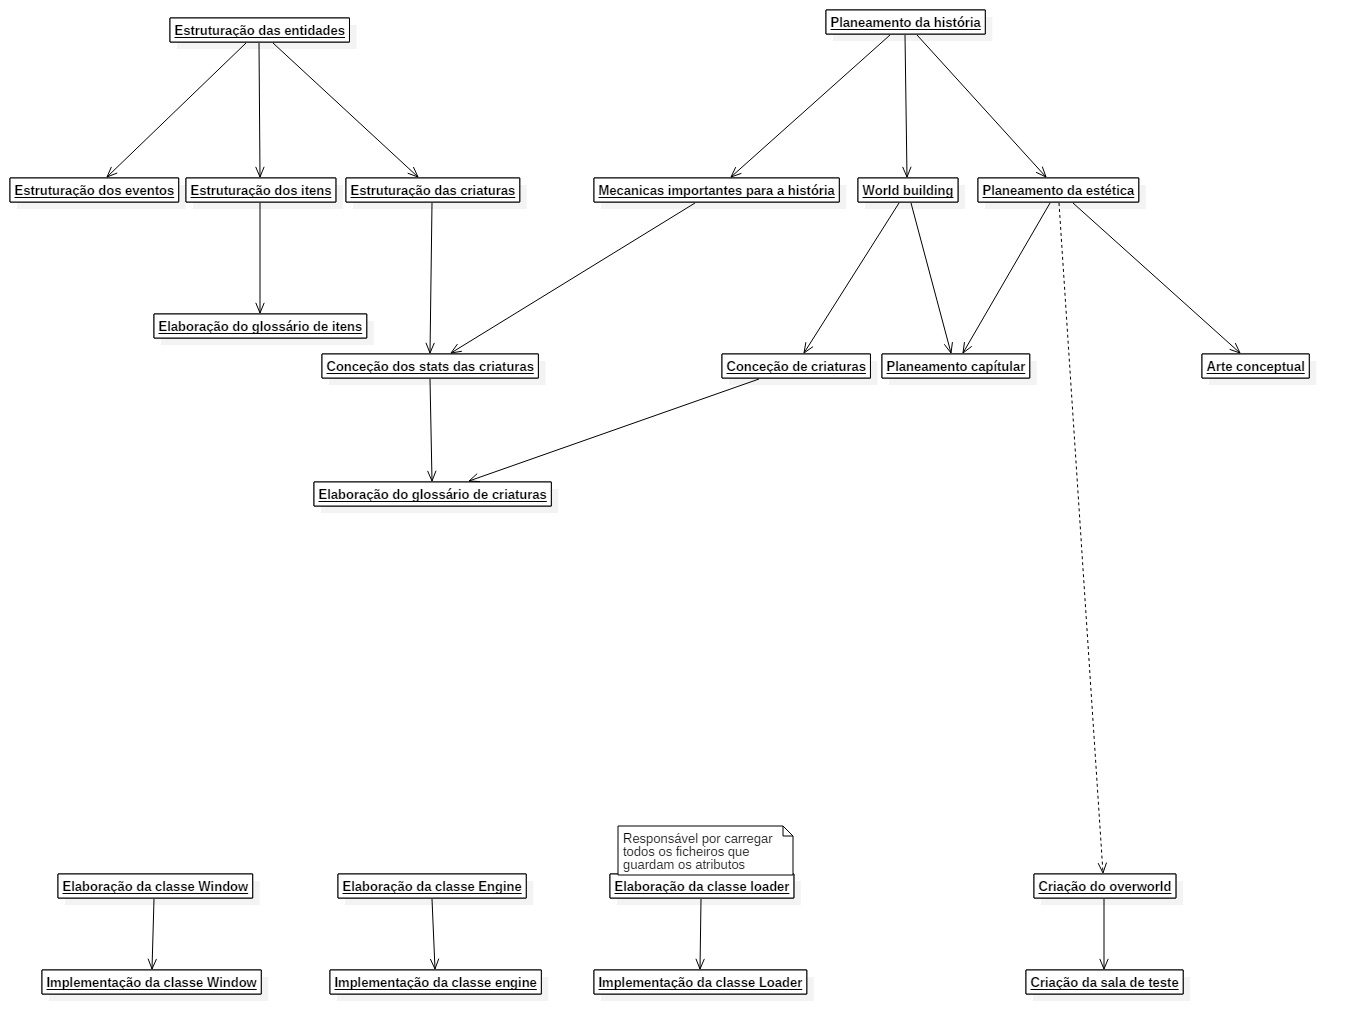 Estruturação das entidades
Planeamento da história
Estruturação dos eventos
Estruturação dos itens
Estruturação das criaturas
Mecanicas importantes para a história
World building
Planeamento da estética
Elaboração do glossário de itens
Conceção dos stats das criaturas
Conceção de criaturas
Planeamento capítular
Arte conceptual
Elaboração do glossário de criaturas
Responsável por carregar
todos os ficheiros que
guardam os atributos
Elaboração da classe Window
Elaboração da classe Engine
Elaboração da classe loader
Criação do overworld
Implementação da classe Window
Implementação da classe engine
Implementação da classe Loader
Criação da sala de teste